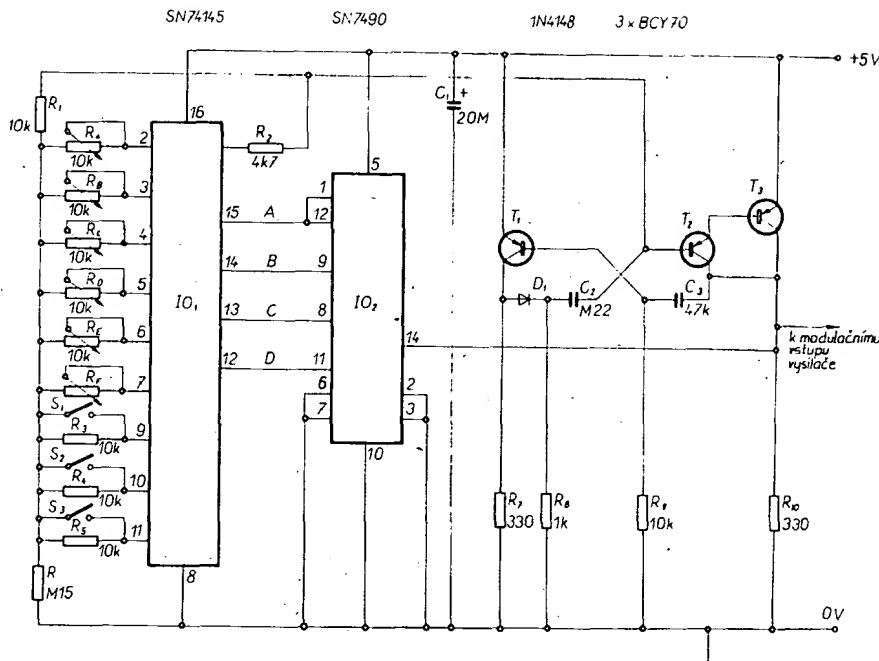 SN74145
SN7490
1N4148
3 x BCY70
+5V
R1
10k
16
C1
+
20M
R2
4k7
RA
10k
2
5
T3
RB
10k
3
1
12
15
A
T1
T2
RC
10k
4
14
B
9
RD
10k
5
IO1
IO2
D1
C2
M22
C3
47k
13
C
8
RE
10k
6
14
k modulačnímu
vstupu
vysílače
12
D
11
RF
10k
7
6
7
2
3
S1
R3
10k
9
10
S2
R4
10k
10
S3
R5
10k
11
R7
330
R8
1k
R9
10k
R10
330
R
M15
8
0V